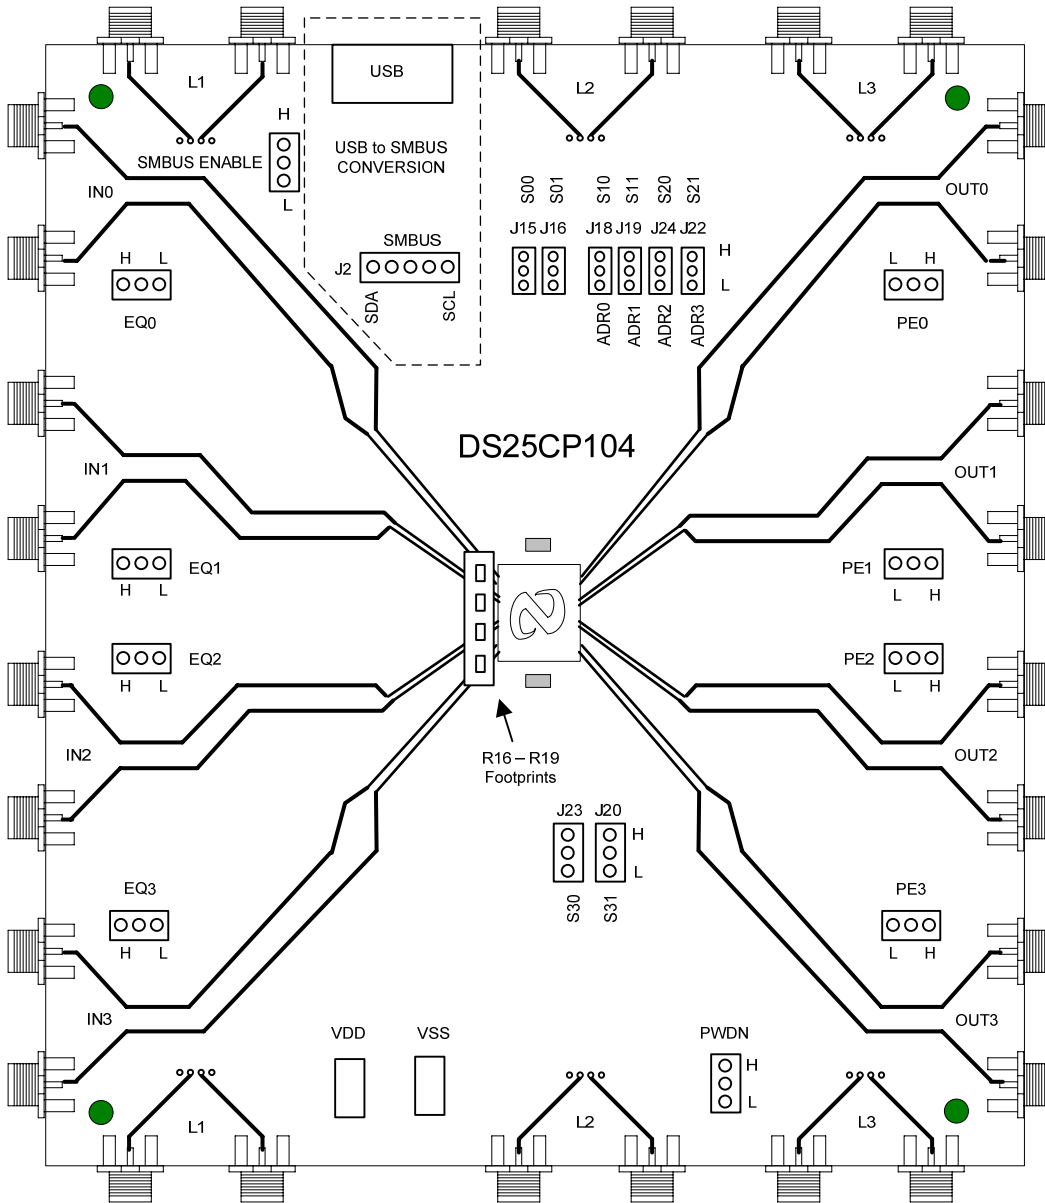 L1
USB
L2
L3
H
SMBUS ENABLE
L
USB to SMBUS
CONVERSION
IN0
OUT0
S00
S01
S10
S11
S20
S21
J15
J16
J18
J19
J24
J22
H
L
SMBUS
J2
SDA
SCL
ADR0
ADR1
ADR2
ADR3
H L
EQ0
L H
PE0
DS25CP104
IN1
OUT1
EQ1
H L
PE1
L H
EQ2
H L
PE2
L H
IN2
OUT2
R16 – R19
Footprints
J23
J20
H
L
S30
S31
EQ3
H L
PE3
L H
IN3
OUT3
VDD
VSS
PWDN
H
L
L1
L2
L3